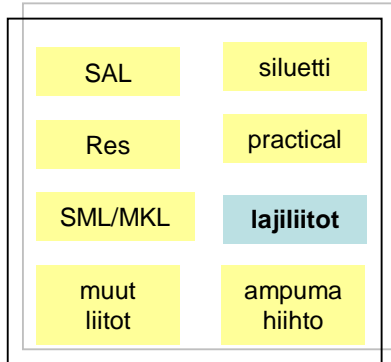 SAL
siluetti
Res
practical
SML/MKL
lajiliitot
muut
liitot
ampuma
hiihto